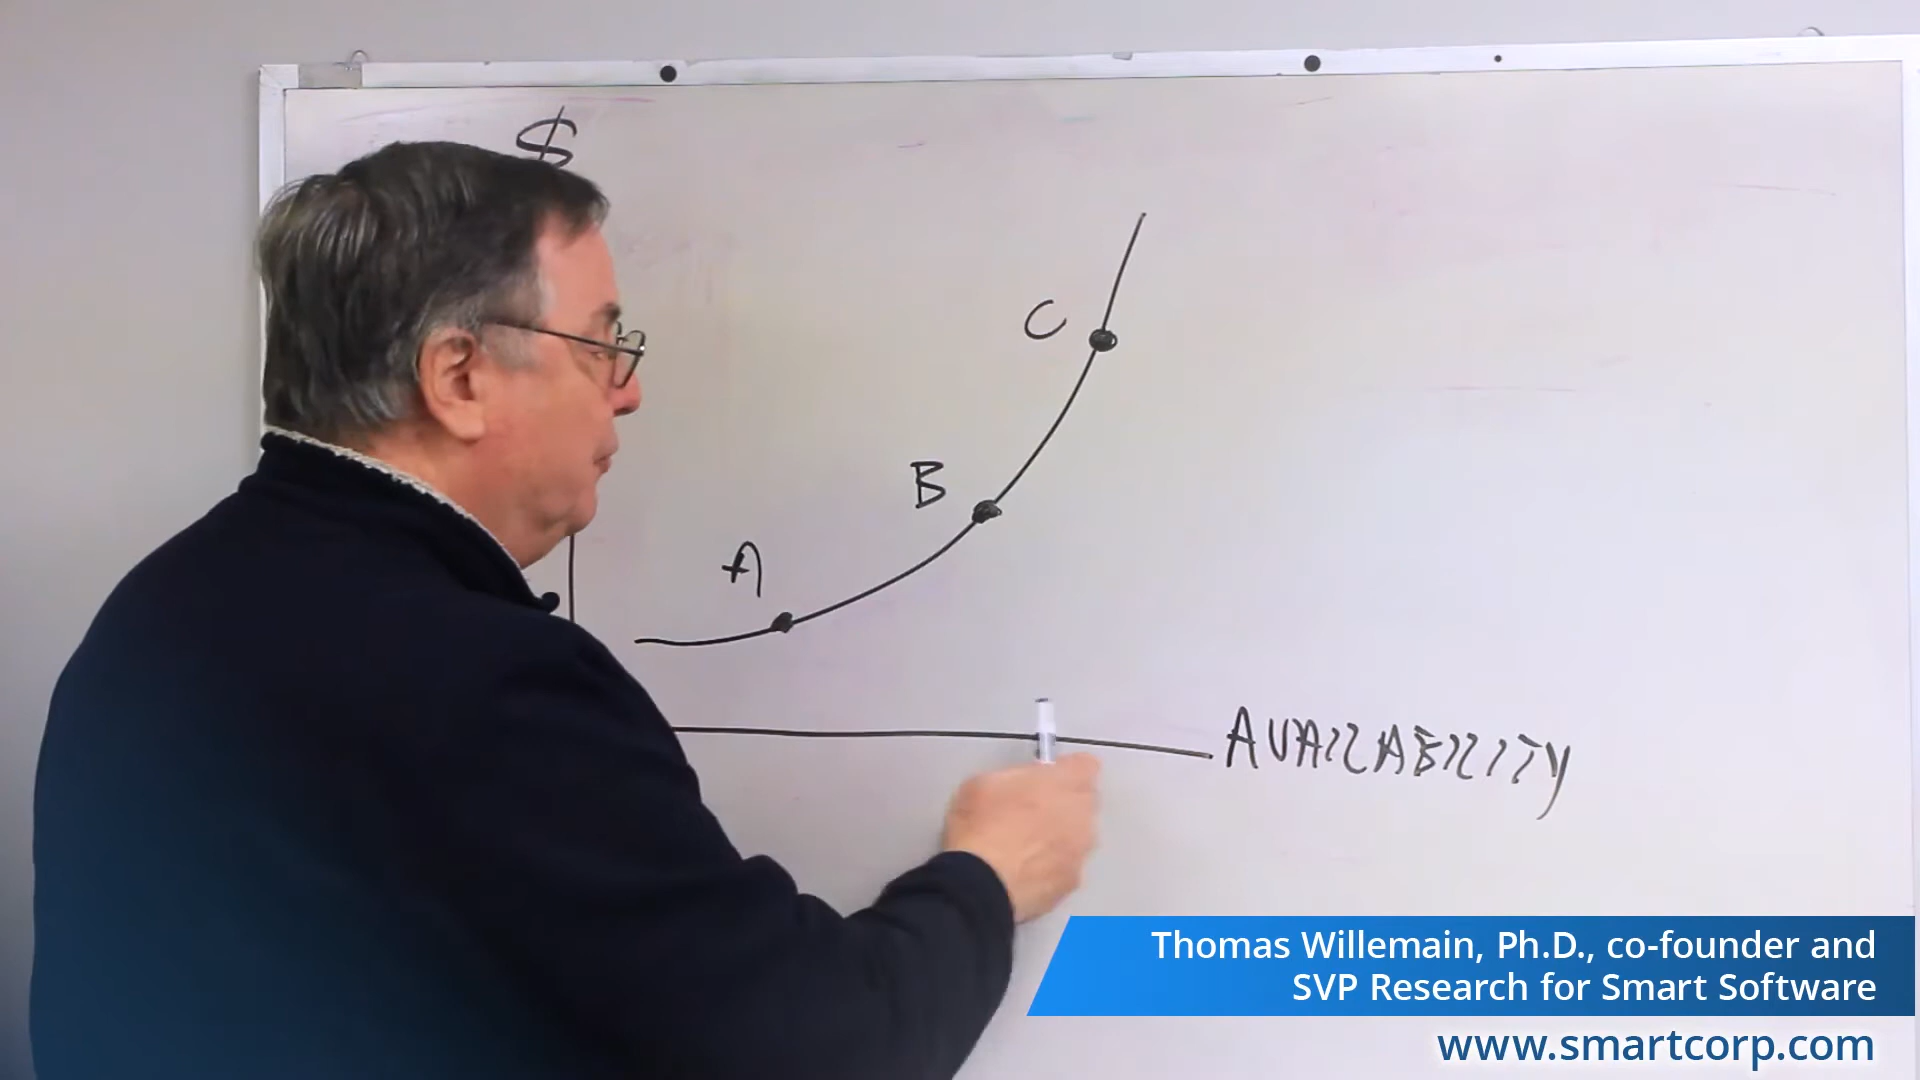 $
C
B
A
AVAILABILITY
Thomas Willemain, Ph.D., co-founder and
SVP Research for Smart Software
www.smartcorp.com